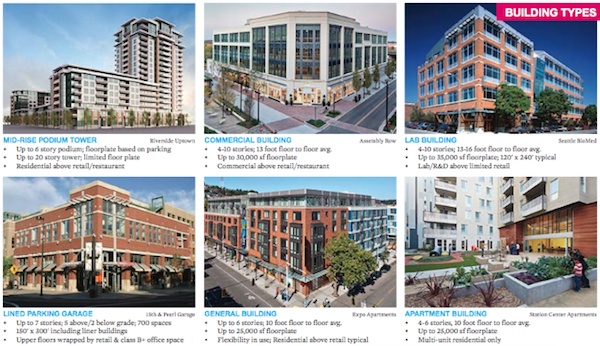 BUILDING TYPES
MID-RISE PODIUM TOWER Riverside Uptown
• Up to 6 story podium; floorplate based on parking
• Up to 20 story tower; limited floor plate
• Residential above retail/restaurant
COMMERCIAL BUILDING Assembly Row
• 4-10 stories; 13 foot floor to floor avg.
• Up to 30,000 sf floorplate
• Commercial above retail/restaurant
LAB BUILDING Seattle BioMed
• 4-10 stories; 13-16 foot floor to floor avg.
• Up to 35,000 sf floorplate; 120' x 240' typical
• Lab/R&D above limited retail
LINED PARKING GARAGE 15th & Pearl Garage
• Up to 7 stories; 5 above/2 below grade; 700 spaces
• 150' x 300' including liner buildings
• Upper floors wrapped by retail & class B+ office space
GENERAL BUILDING Expo Apartments
• Up to 6 stories; 10 foot floor to floor avg.
• Up to 25,000 sf floorplate
• Flexibility in use; Residential above retail typical
APARTMENT BUILDING Station Center Apartments
• 4-6 stories, 10 foot floor to floor avg.
• Up to 25,000 sf floorplate
• Multi-unit residential only